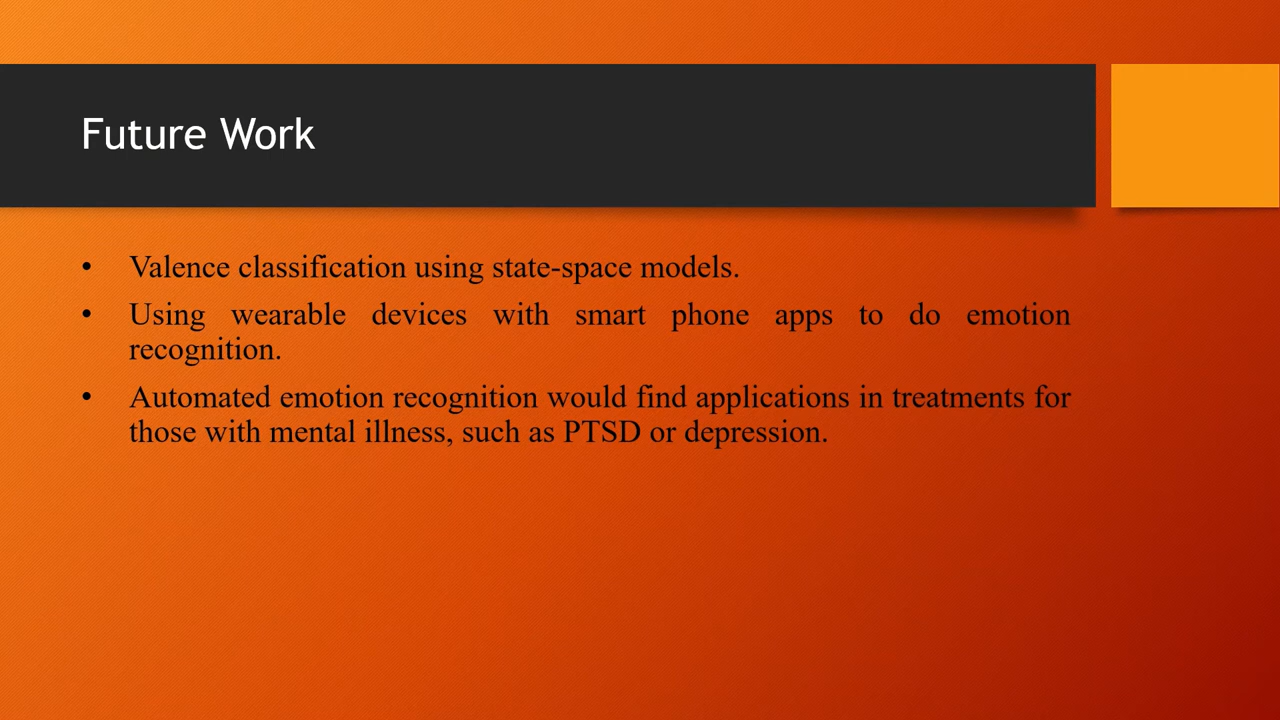 Future Work
• Valence classification using state-space models.
• Using wearable devices with smart phone apps to do emotion
recognition.
• Automated emotion recognition would find applications in treatments for
those with mental illness, such as PTSD or depression.